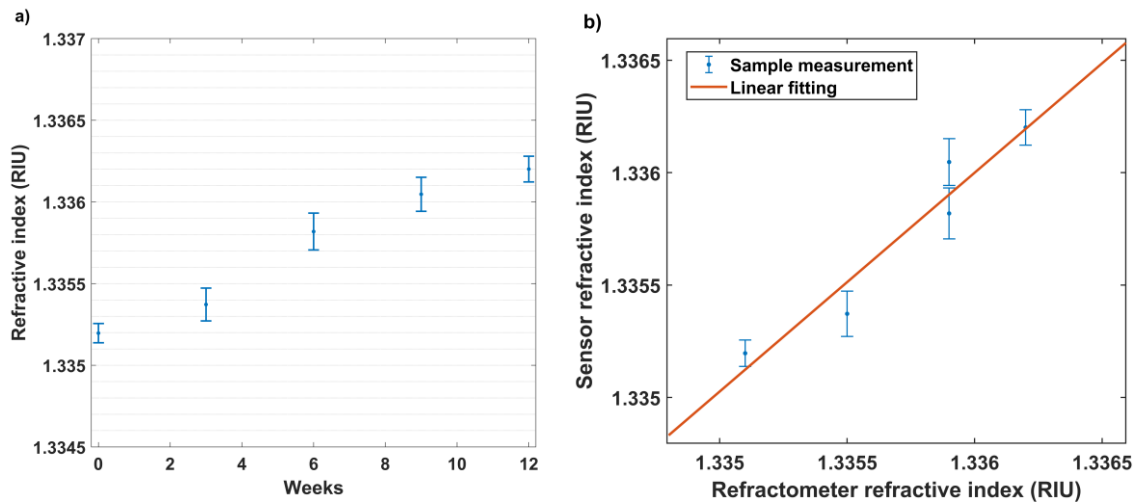 a)
1.337
1.3365
1.336
1.3355
1.335
1.3345
Refractive index (RIU)
0 2 4 6 8 10 12
Weeks
b)
Sample measurement
Linear fitting
1.3365
1.336
1.3355
1.335
Sensor refractive index (RIU)
1.335 1.3355 1.336 1.3365
Refractometer refractive index (RIU)